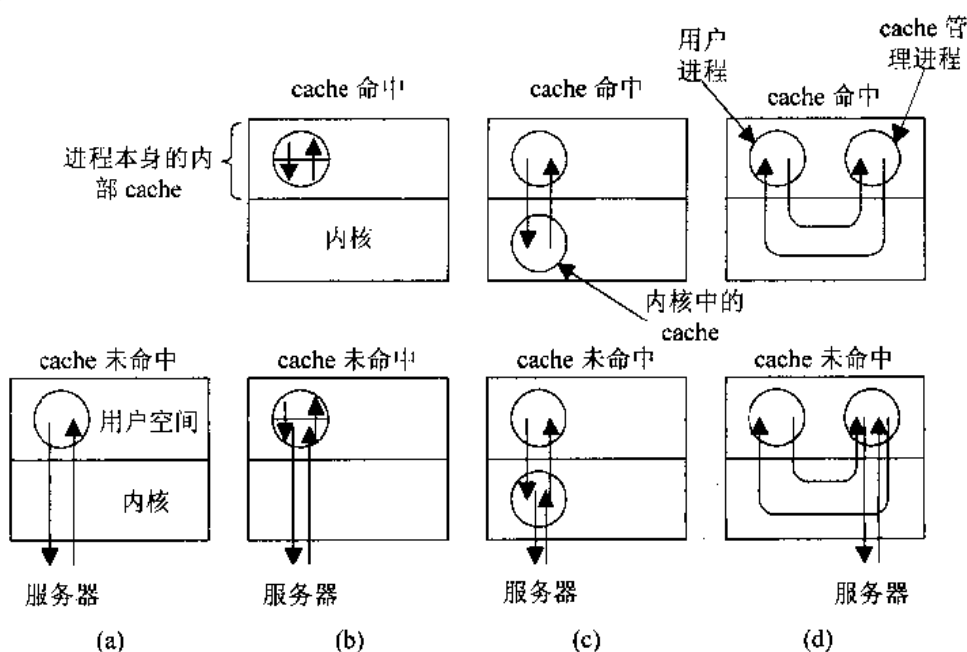 用户
进程
cache 管
理进程
cache 命中
cache 命中
cache 命中
进程本身的内
部 cache
内核
内核中的
cache
cache 未命中
cache 未命中
cache 未命中
cache 未命中
用户空间
内核
服务器
服务器
服务器
服务器
(a)
(b)
(c)
(d)